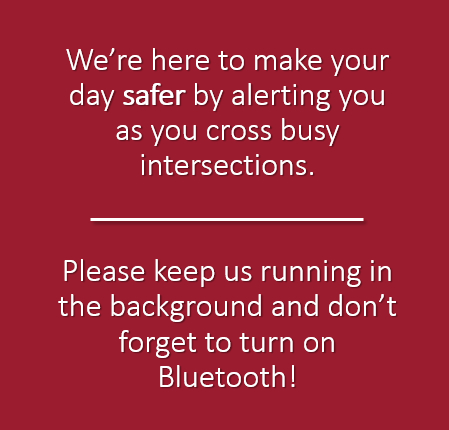 We’re here to make your
day safer by alerting you
as you cross busy
intersections.
Please keep us running in
the background and don’t
forget to turn on
Bluetooth!